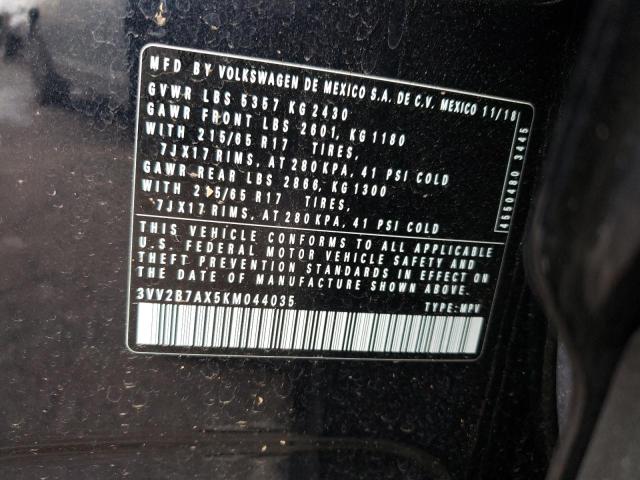 MFD BY VOLKSWAGEN DE MEXICO S.A. DE C.V. MEXICO 11/18
GVWR LBS 5357 KG 2430
GAWR FRONT LBS 2601, KG 1180
WITH 215/65 R17 TIRES,
7JX17 RIMS, AT 280 KPA, 41 PSI COLD
GAWR REAR LBS 2866, KG 1300
WITH 215/65 R17 TIRES,
7JX17 RIMS, AT 280 KPA, 41 PSI COLD
THIS VEHICLE CONFORMS TO ALL APPLICABLE
U.S. FEDERAL MOTOR VEHICLE SAFETY AND
THEFT PREVENTION STANDARDS IN EFFECT ON
THE DATE OF MANUFACTURE SHOWN ABOVE.
3VV2B7AX5KM044035 TYPE: MPV
4550480 3445